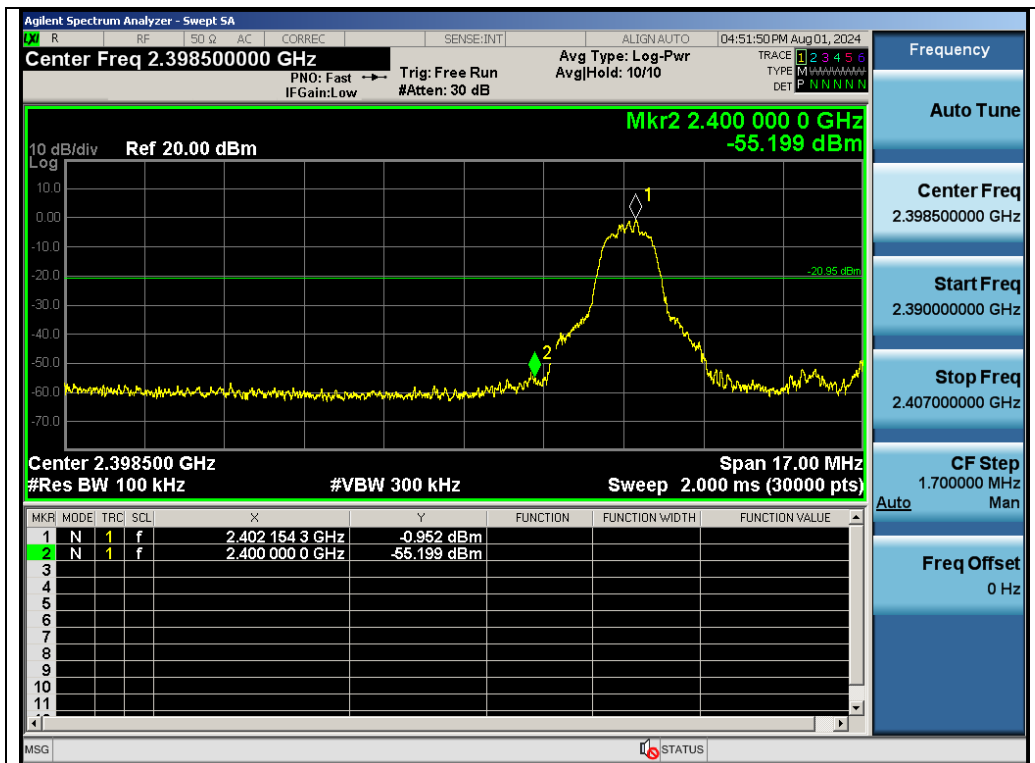 Agilent Spectrum Analyzer - Swept SA
LXI R RF 50 Ω AC CORREC SENSE:INT ALIGN AUTO 04:51:50 PM Aug 01, 2024
Center Freq 2.398500000 GHz
PNO: Fast
IFGain:Low
Trig: Free Run
#Atten: 30 dB
Avg Type: Log-Pwr
Avg|Hold: 10/10
TRACE 1 2 3 4 5 6
TYPE M
DET P N N N N N
Mkr2 2.400 000 0 GHz
-55.199 dBm
10 dB/div Ref 20.00 dBm
Log
10.0
0.00
-10.0
-20.0
-30.0
-40.0
-50.0
-60.0
-70.0
1
-20.95 dBm
2
Center 2.398500 GHz Span 17.00 MHz
#Res BW 100 kHz #VBW 300 kHz Sweep 2.000 ms (30000 pts)
MKR MODE TRC SCL X Y FUNCTION FUNCTION WIDTH FUNCTION VALUE
1 N 1 f 2.402 154 3 GHz -0.952 dBm
2 N 1 f 2.400 000 0 GHz -55.199 dBm
3
4
5
6
7
8
9
10
11
MSG STATUS
Frequency
Auto Tune
Center Freq
2.398500000 GHz
Start Freq
2.390000000 GHz
Stop Freq
2.407000000 GHz
CF Step
1.700000 MHz
Auto Man
Freq Offset
0 Hz